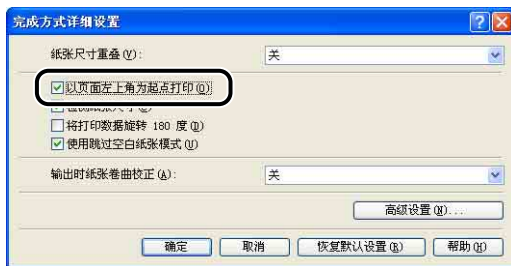 完成方式详细设置
纸张尺寸重叠(V): 关
以页面左上角为起点打印(O)
将打印数据旋转 180 度(D)
使用跳过空白纸张模式(U)
输出时纸张卷曲校正(A): 关
高级设置(N)...
确定 取消 恢复默认设置(R) 帮助(H)